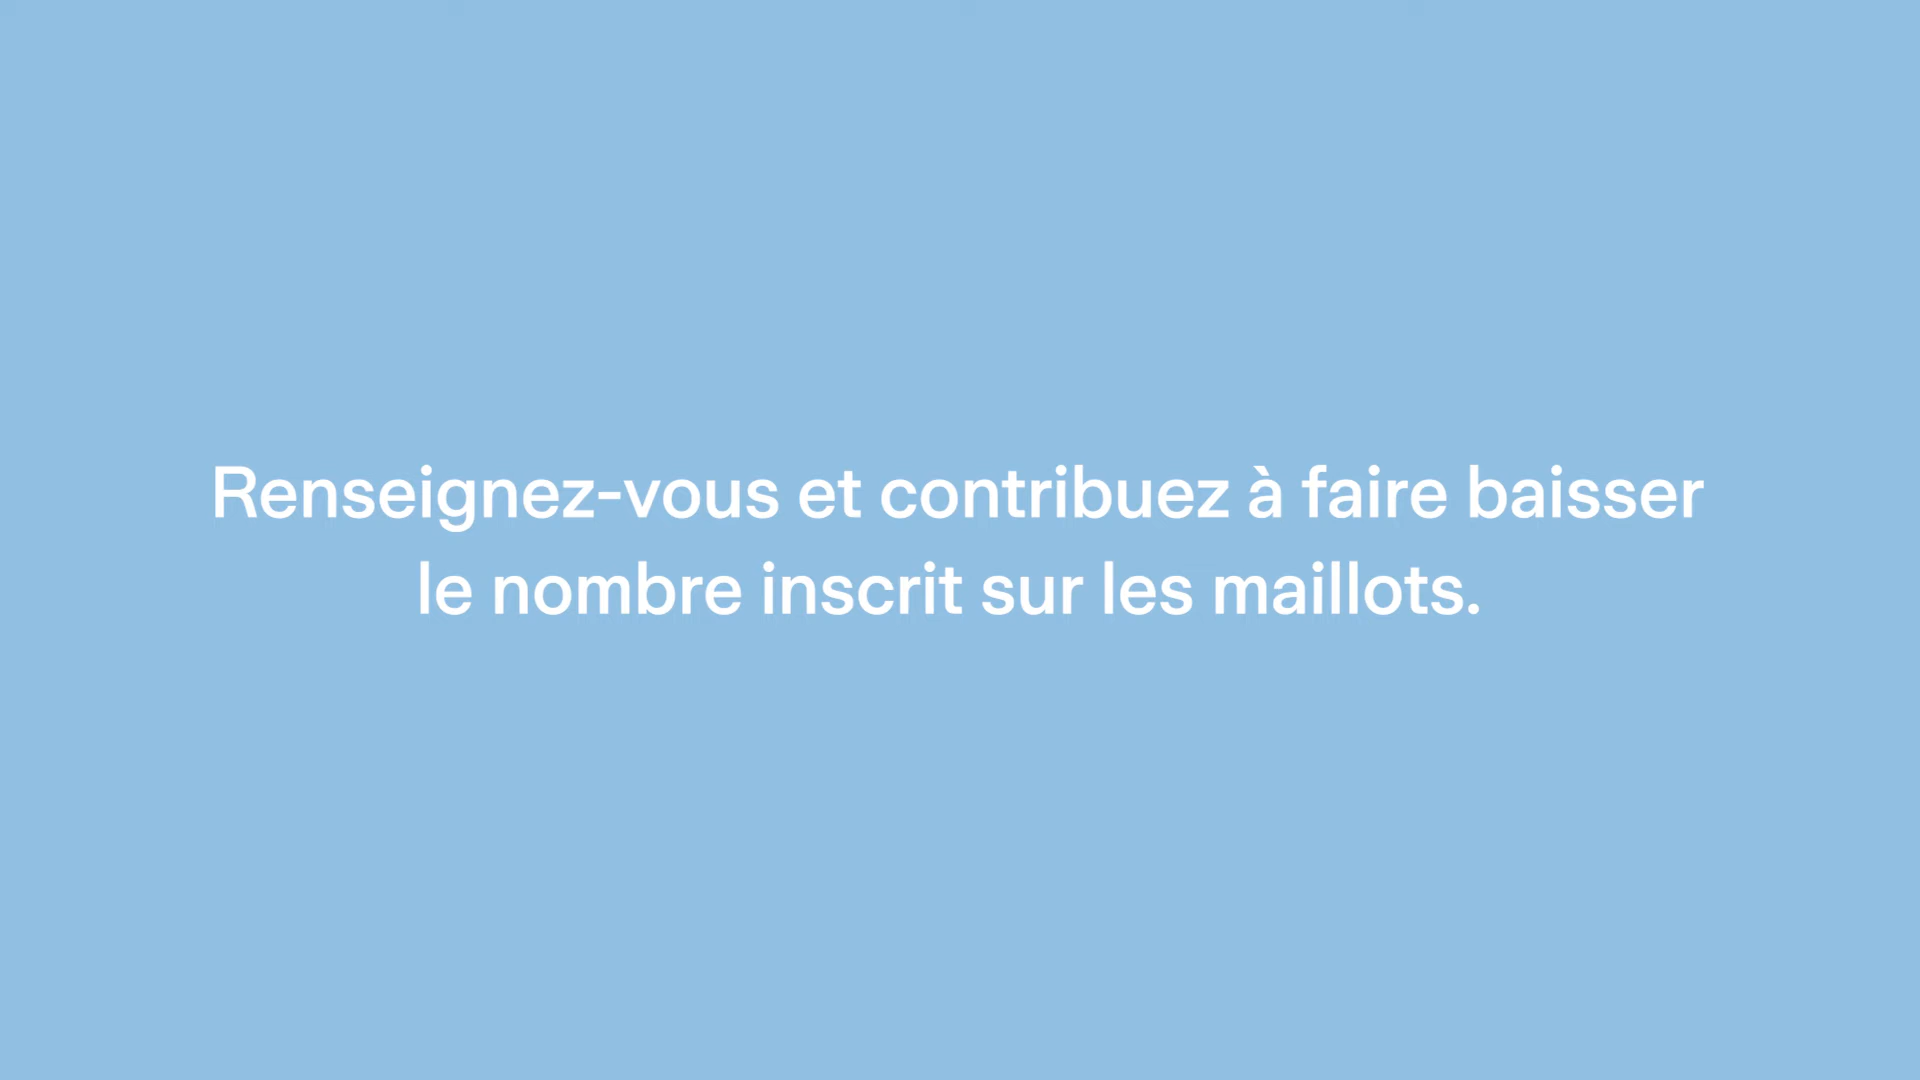 Renseignez-vous et contribuez à faire baisser
le nombre inscrit sur les maillots.